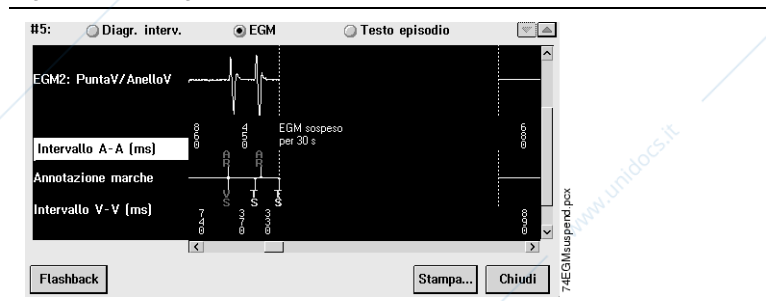 #5: Diagr. interv. EGM Testo episodio
EGM2: PuntaV/AnelloV
860 450 EGM sospeso 680
per 30 s
Intervallo A-A (ms)
AR AR
Annotazione marche
VS TS TS
Intervallo V-V (ms)
740 370 330 890
Flashback Stampa... Chiudi
74EGMsuspend.pcx
www.unidocs.it